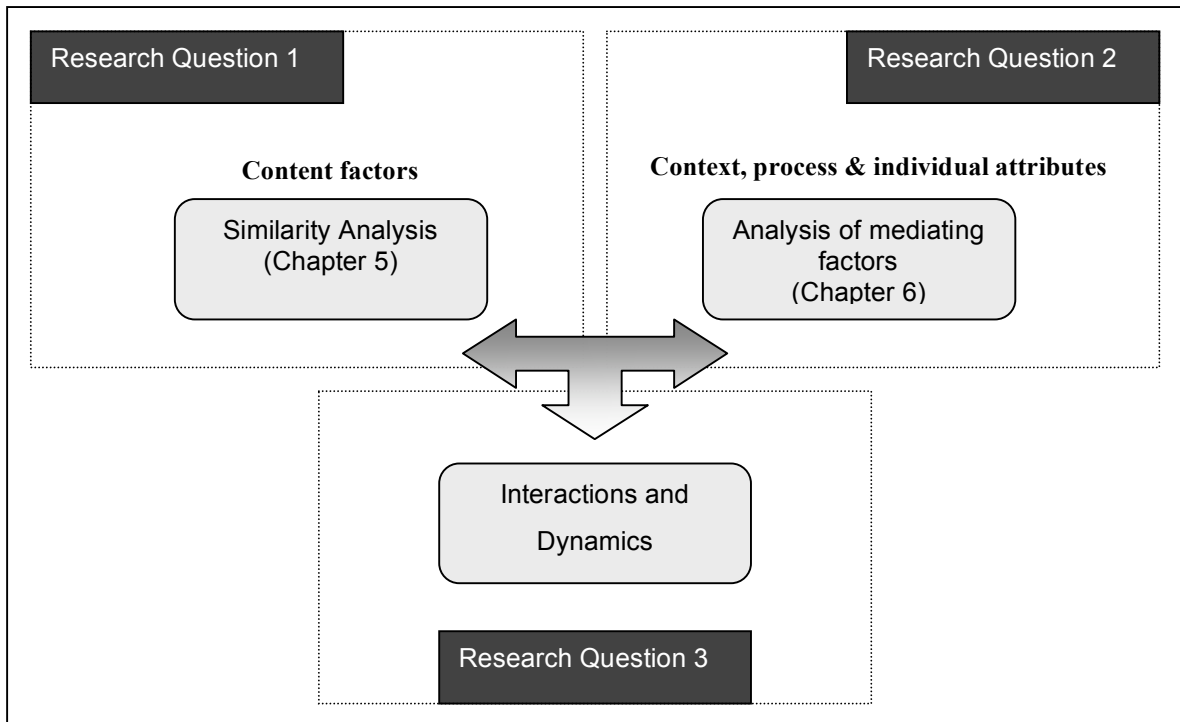 Research Question 1
Research Question 2
Content factors
Context, process & individual attributes
Similarity Analysis
(Chapter 5)
Analysis of mediating
factors
(Chapter 6)
Interactions and
Dynamics
Research Question 3